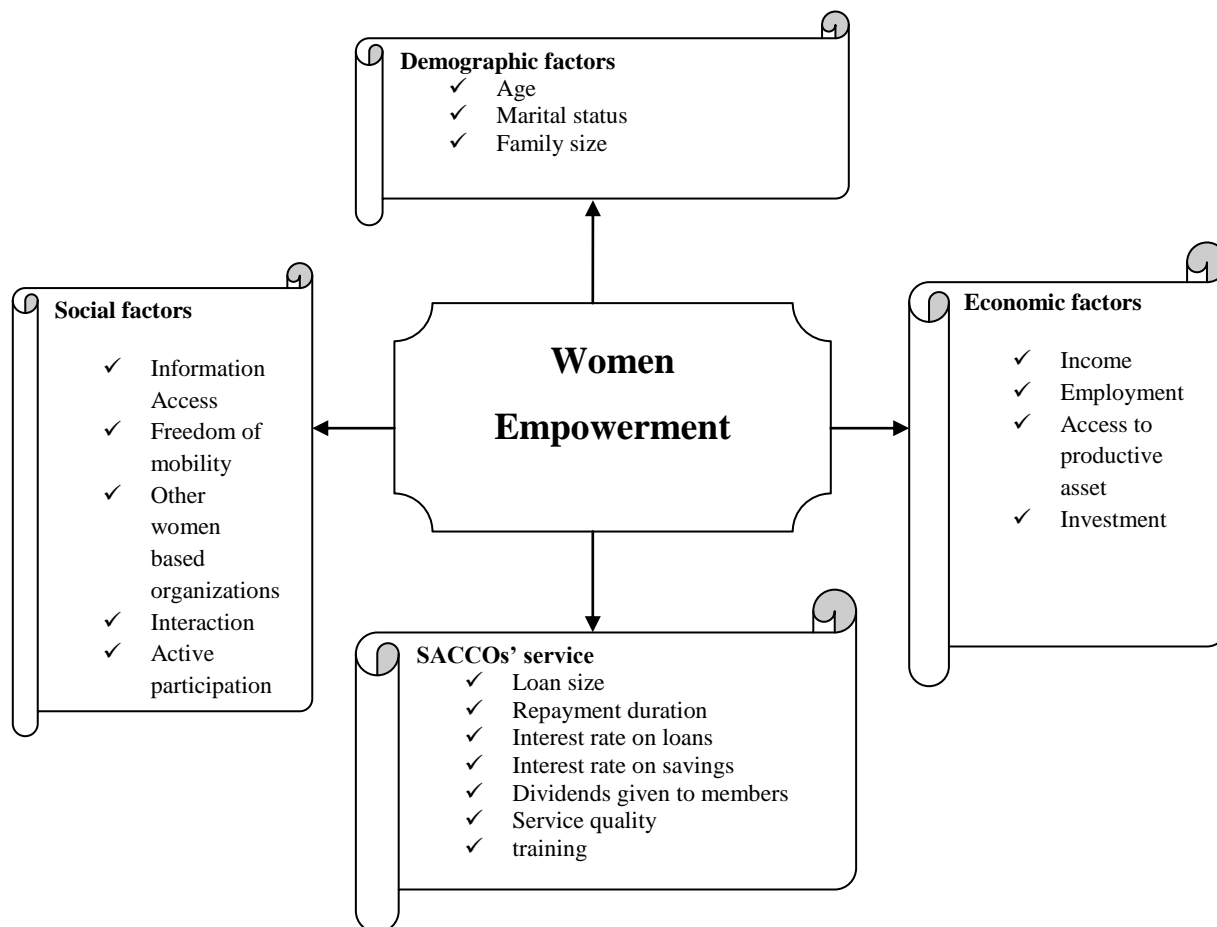 Demographic factors
✓ Age
✓ Marital status
✓ Family size
Social factors
✓ Information
Access
✓ Freedom of
mobility
✓ Other
women
based
organizations
✓ Interaction
✓ Active
participation
Women
Empowerment
Economic factors
✓ Income
✓ Employment
✓ Access to
productive
asset
✓ Investment
SACCOs’ service
✓ Loan size
✓ Repayment duration
✓ Interest rate on loans
✓ Interest rate on savings
✓ Dividends given to members
✓ Service quality
✓ training